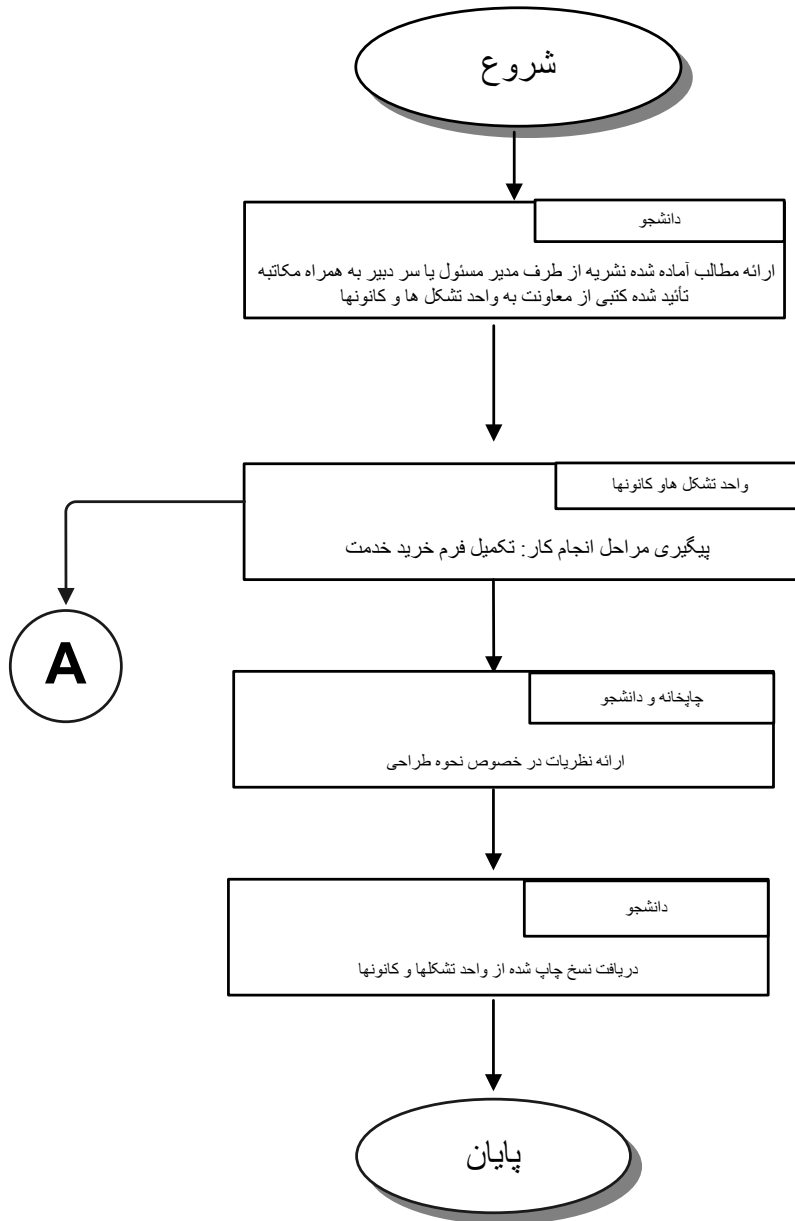 شروع
دانشجو
ارائه مطالب آماده شده نشریه از طرف مدیر مسئول یا سر دبیر به همراه مکاتبه
تأئید شده کتبی از معاونت به واحد تشکل ها و کانونها
واحد تشکل هاو کانونها
پیگیری مراحل انجام کار: تکمیل فرم خرید خدمت
A
چاپخانه و دانشجو
ارائه نظریات در خصوص نحوه طراحی
دانشجو
دریافت نسخ چاپ شده از واحد تشکلها و کانونها
پایان